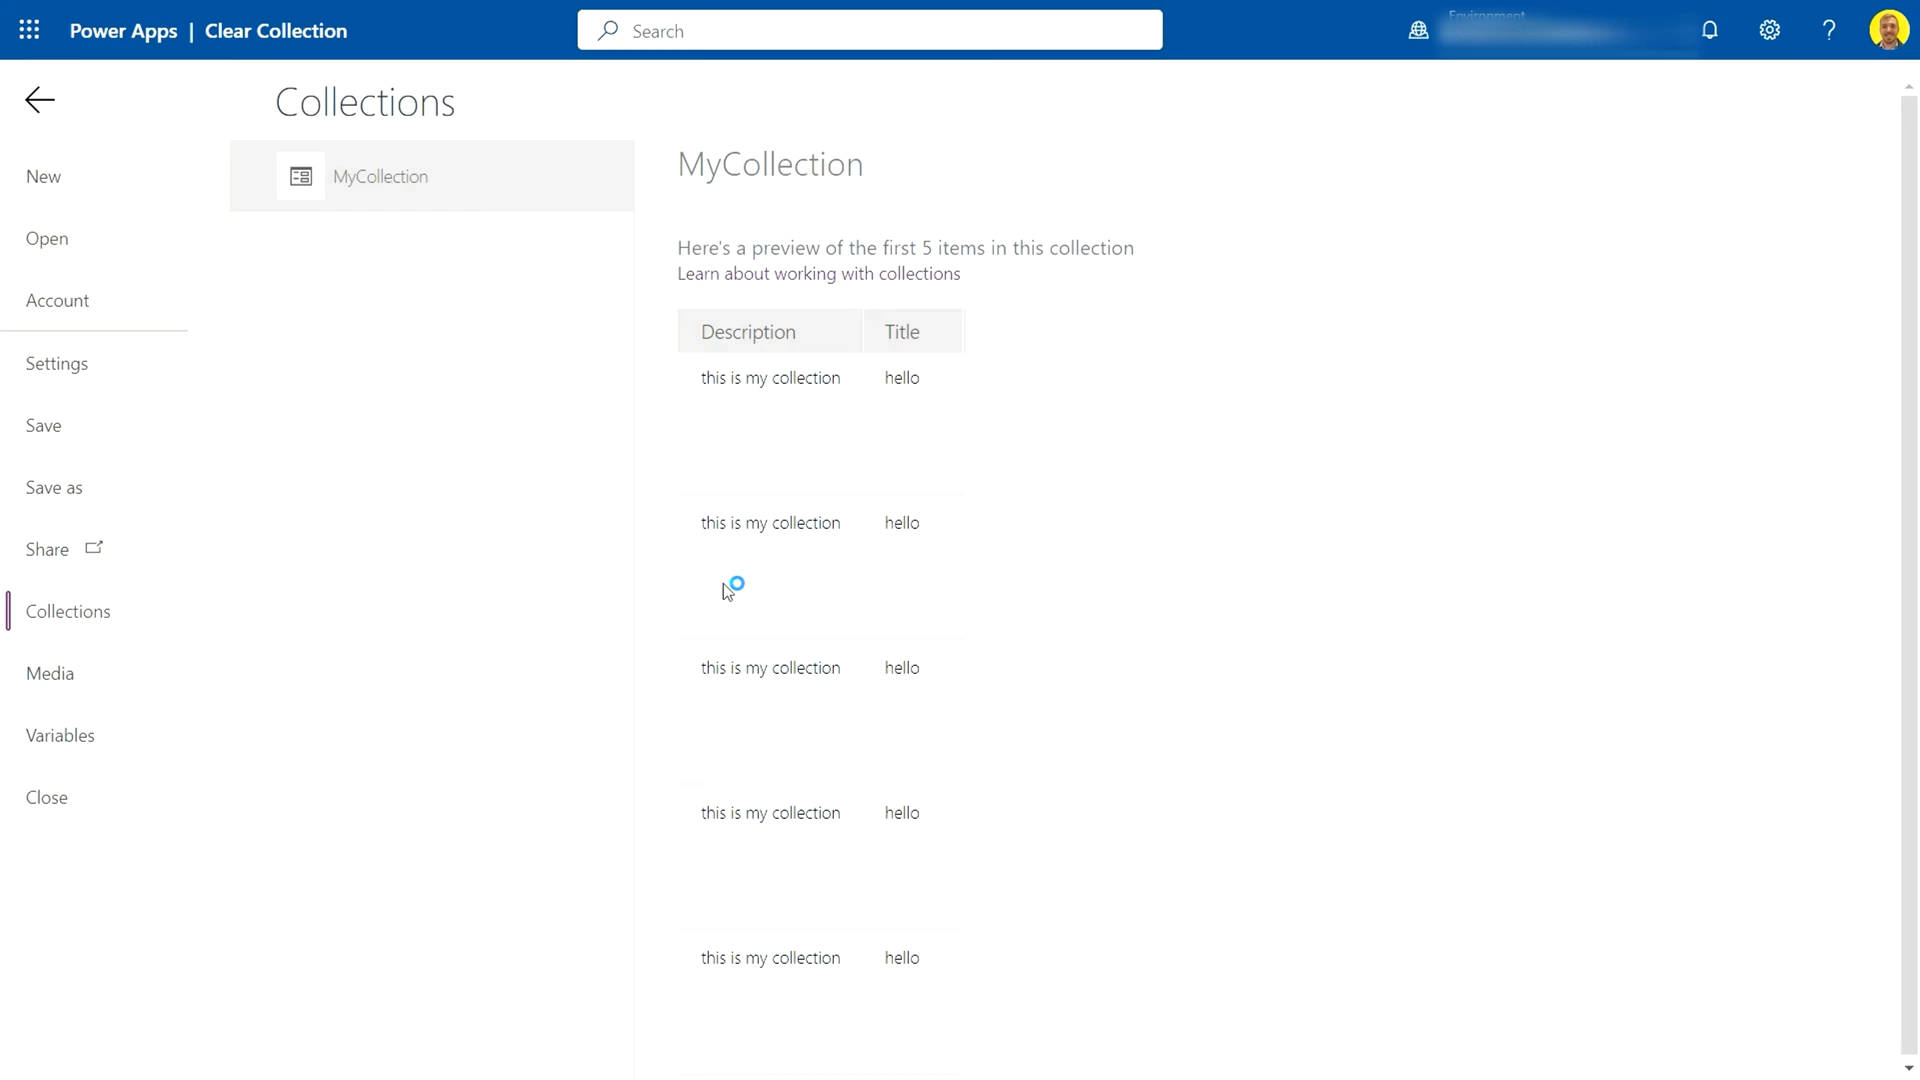 Power Apps | Clear Collection
Search
Environment
Collections
New
Open
Account
Settings
Save
Save as
Share
Collections
Media
Variables
Close
MyCollection
MyCollection
Here's a preview of the first 5 items in this collection
Learn about working with collections
Description Title
this is my collection hello
this is my collection hello
this is my collection hello
this is my collection hello
this is my collection hello